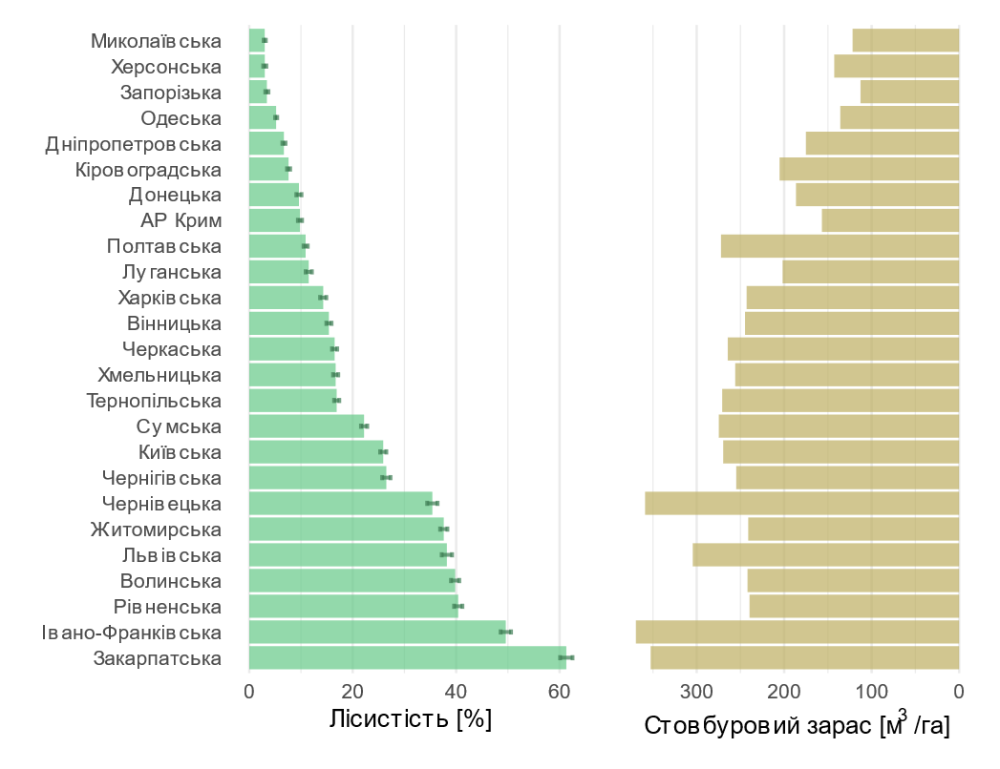 Миколаївська
Херсонська
Запорізька
Одеська
Дніпропетровська
Кіровоградська
Донецька
АР Крим
Полтавська
Луганська
Харківська
Вінницька
Черкаська
Хмельницька
Тернопільська
Сумська
Київська
Чернігівська
Чернівецька
Житомирська
Львівська
Волинська
Рівненська
Івано-Франківська
Закарпатська
0 20 40 60
300 200 100 0
Лісистість [%]
Стовбуровий зарас [м³ /га]